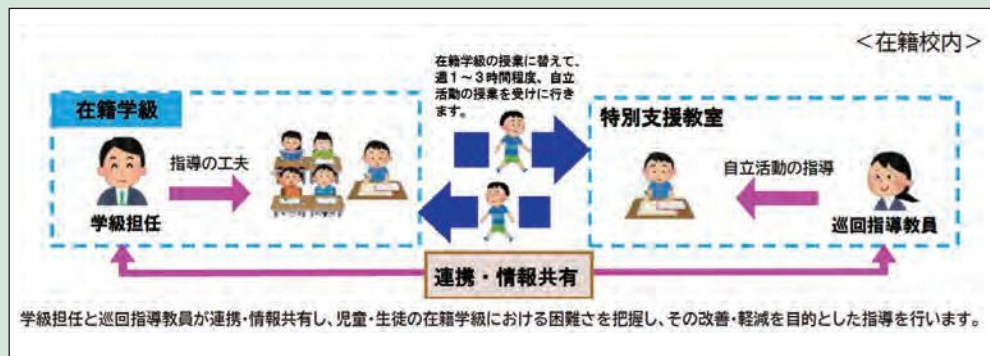 ＜在籍校内＞
在籍学級の授業に替えて、
週１～３時間程度、自立
活動の授業を受けに行き
ます。
在籍学級
指導の工夫
学級担任
特別支援教室
自立活動の指導
巡回指導教員
連携・情報共有
学級担任と巡回指導教員が連携・情報共有し、児童・生徒の在籍学級における困難さを把握し、その改善・軽減を目的とした指導を行います。